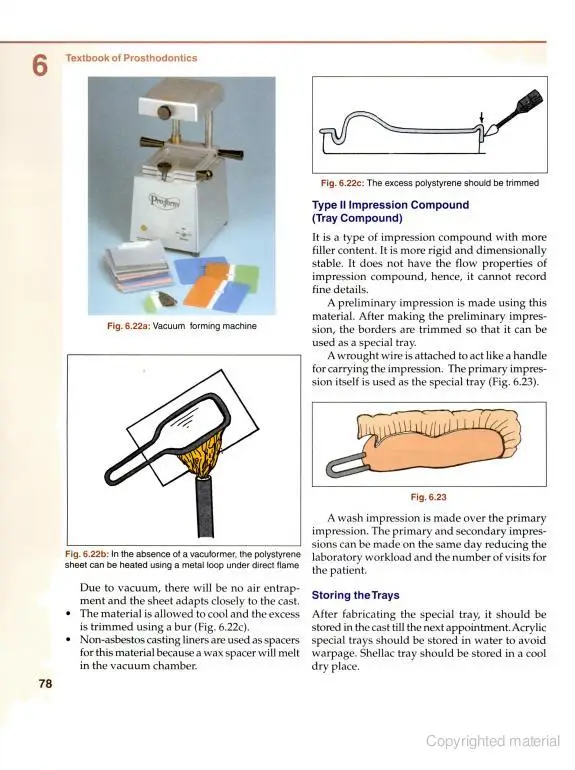 6
Textbook of Prosthodontics
Pro-form
Fig. 6.22a: Vacuum forming machine
Fig. 6.22b: In the absence of a vacuformer, the polystyrene
sheet can be heated using a metal loop under direct flame
Due to vacuum, there will be no air entrap-
ment and the sheet adapts closely to the cast.
• The material is allowed to cool and the excess
is trimmed using a bur (Fig. 6.22c).
• Non-asbestos casting liners are used as spacers
for this material because a wax spacer will melt
in the vacuum chamber.
Fig. 6.22c: The excess polystyrene should be trimmed
Type II Impression Compound
(Tray Compound)
It is a type of impression compound with more
filler content. It is more rigid and dimensionally
stable. It does not have the flow properties of
impression compound, hence, it cannot record
fine details.
A preliminary impression is made using this
material. After making the preliminary impres-
sion, the borders are trimmed so that it can be
used as a special tray.
A wrought wire is attached to act like a handle
for carrying the impression. The primary impres-
sion itself is used as the special tray (Fig. 6.23).
Fig. 6.23
A wash impression is made over the primary
impression. The primary and secondary impres-
sions can be made on the same day reducing the
laboratory workload and the number of visits for
the patient.
Storing the Trays
After fabricating the special tray, it should be
stored in the cast till the next appointment. Acrylic
special trays should be stored in water to avoid
warpage. Shellac tray should be stored in a cool
dry place.
78
Copyrighted material